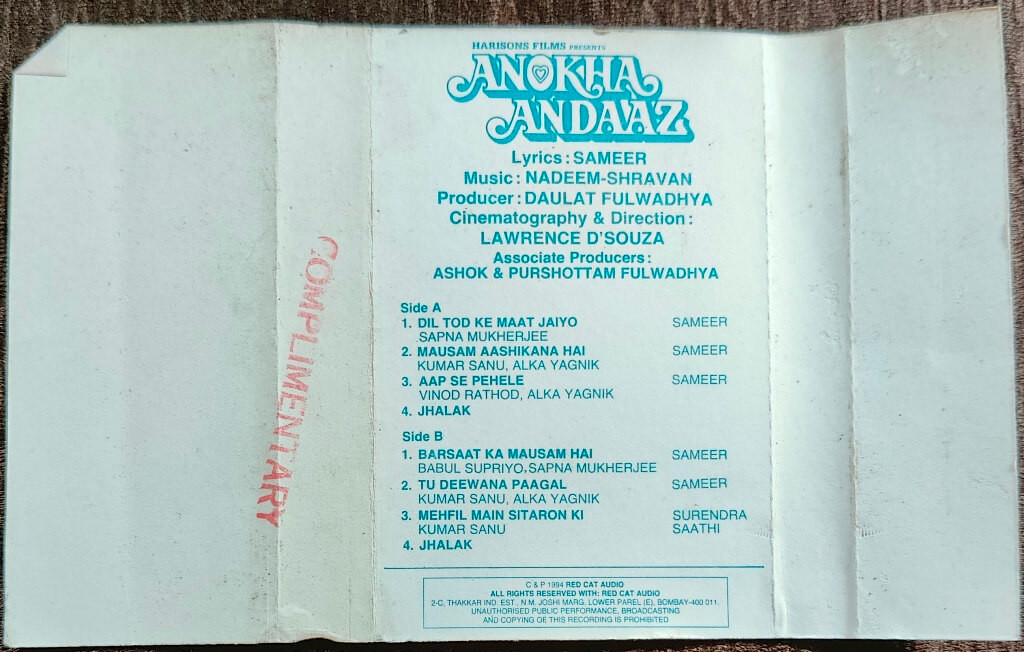 HARISONS FILMS PRESENTS
ANOKHA
ANDAAZ
Lyrics : SAMEER
Music : NADEEM-SHRAVAN
Producer : DAULAT FULWADHYA
Cinematography & Direction :
LAWRENCE D'SOUZA
Associate Producers :
ASHOK & PURSHOTTAM FULWADHYA
Side A
1. DIL TOD KE MAAT JAIYO SAMEER
SAPNA MUKHERJEE
2. MAUSAM AASHIKANA HAI SAMEER
KUMAR SANU, ALKA YAGNIK
3. AAP SE PEHELE SAMEER
VINOD RATHOD, ALKA YAGNIK
4. JHALAK
Side B
1. BARSAAT KA MAUSAM HAI SAMEER
BABUL SUPRIYO, SAPNA MUKHERJEE
2. TU DEEWANA PAAGAL SAMEER
KUMAR SANU, ALKA YAGNIK
3. MEHFIL MAIN SITARON KI SURENDRA
KUMAR SANU SAATHI
4. JHALAK
C & P 1994 RED CAT AUDIO
ALL RIGHTS RESERVED WITH: RED CAT AUDIO
2-C, THAKKAR IND. EST., N.M. JOSHI MARG, LOWER PAREL (E), BOMBAY-400 011.
UNAUTHORISED PUBLIC PERFORMANCE, BROADCASTING
AND COPYING OE THIS RECORDING IS PROHIBITED
COMPLIMENTARY